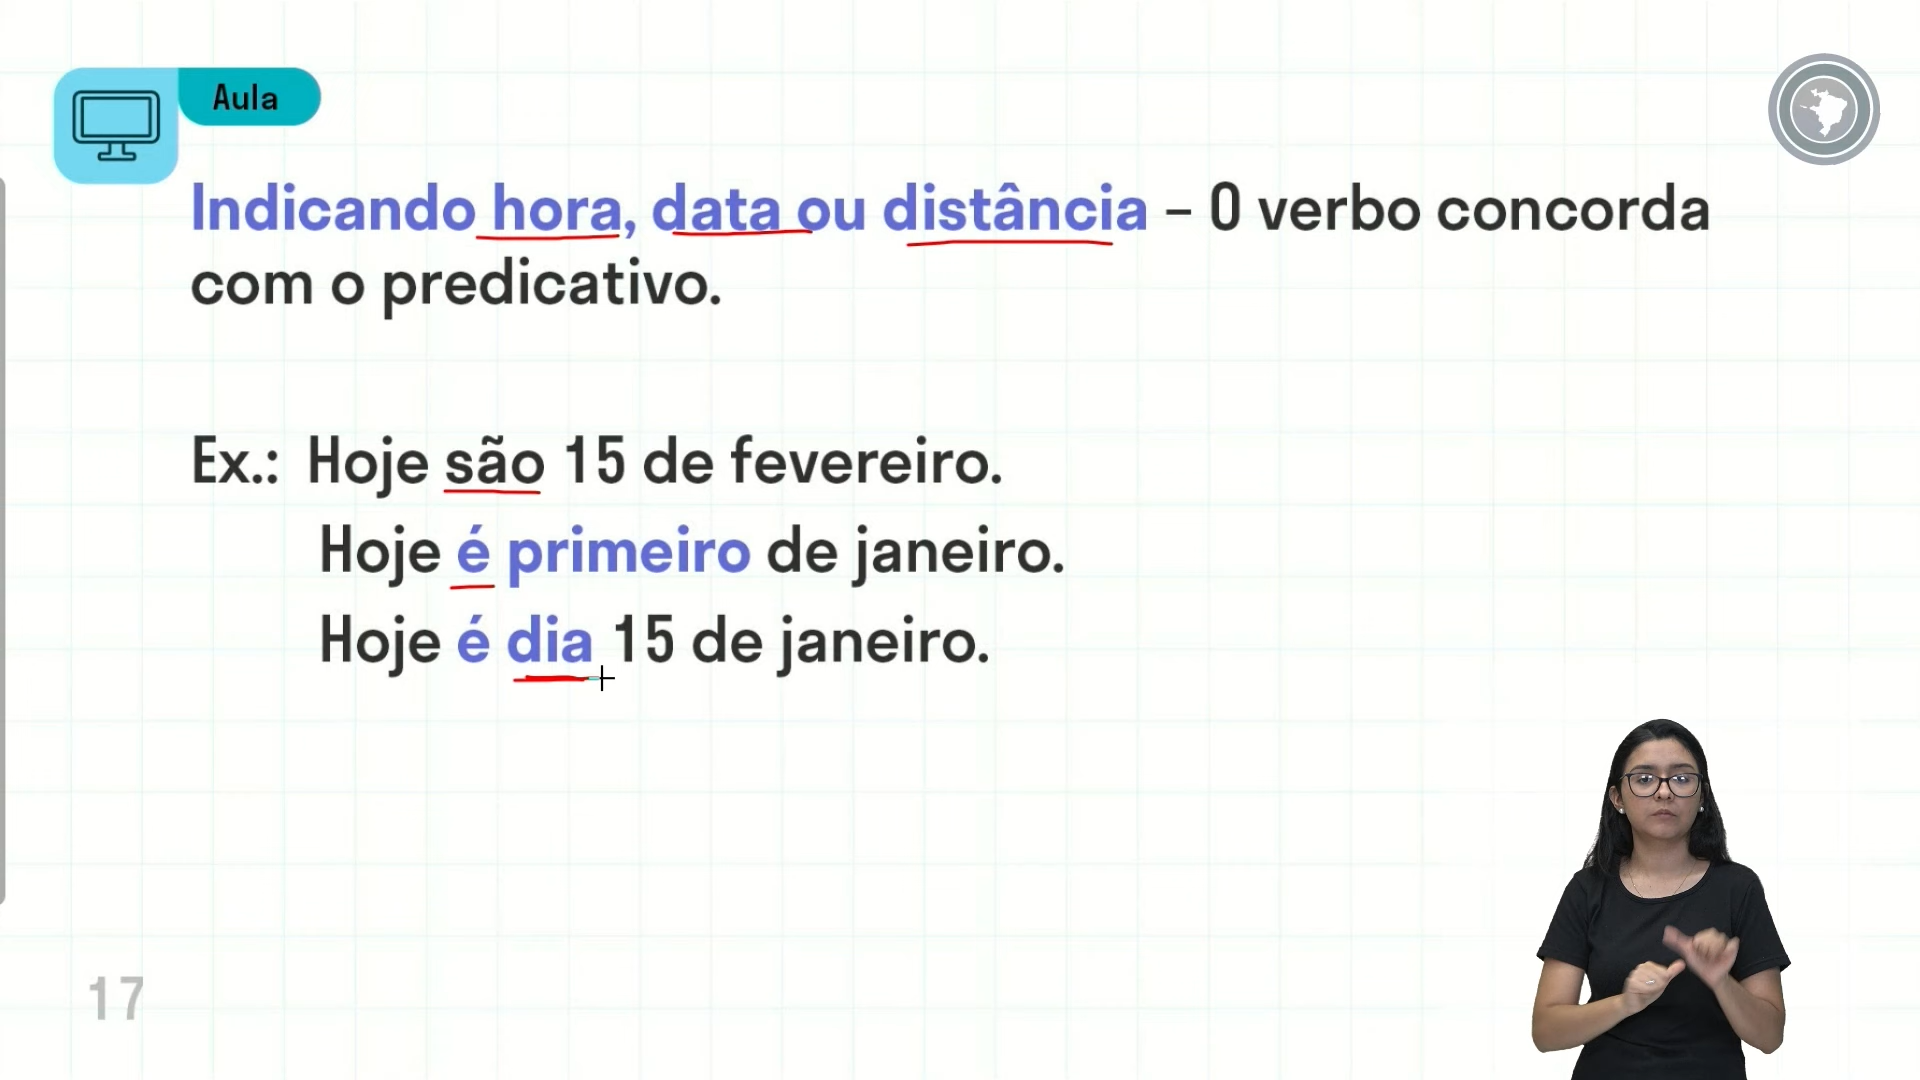 Aula
Indicando hora, data ou distância – O verbo concorda
com o predicativo.
Ex.: Hoje são 15 de fevereiro.
Hoje é primeiro de janeiro.
Hoje é dia 15 de janeiro.
17